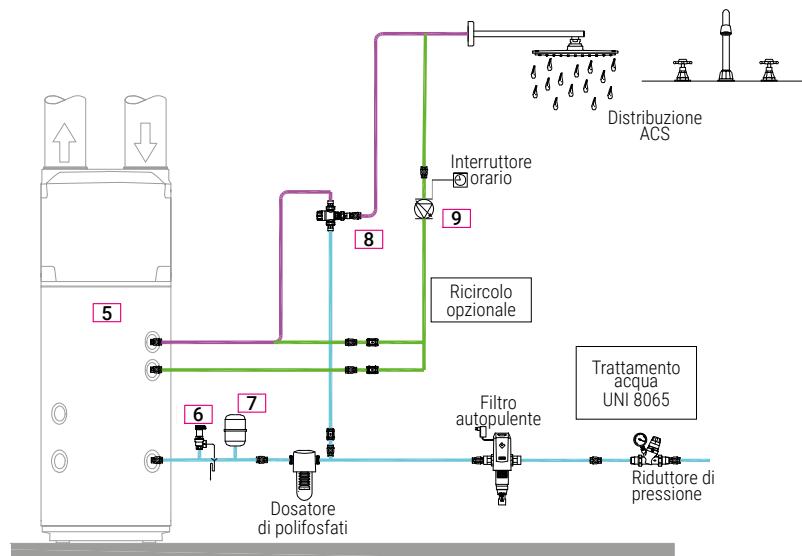 Distribuzione
ACS
Interruttore
orario
9
8
5
Ricircolo
opzionale
Trattamento
acqua
UNI 8065
6
7
Filtro
autopulente
Riduttore di
pressione
Dosatore
di polifosfati